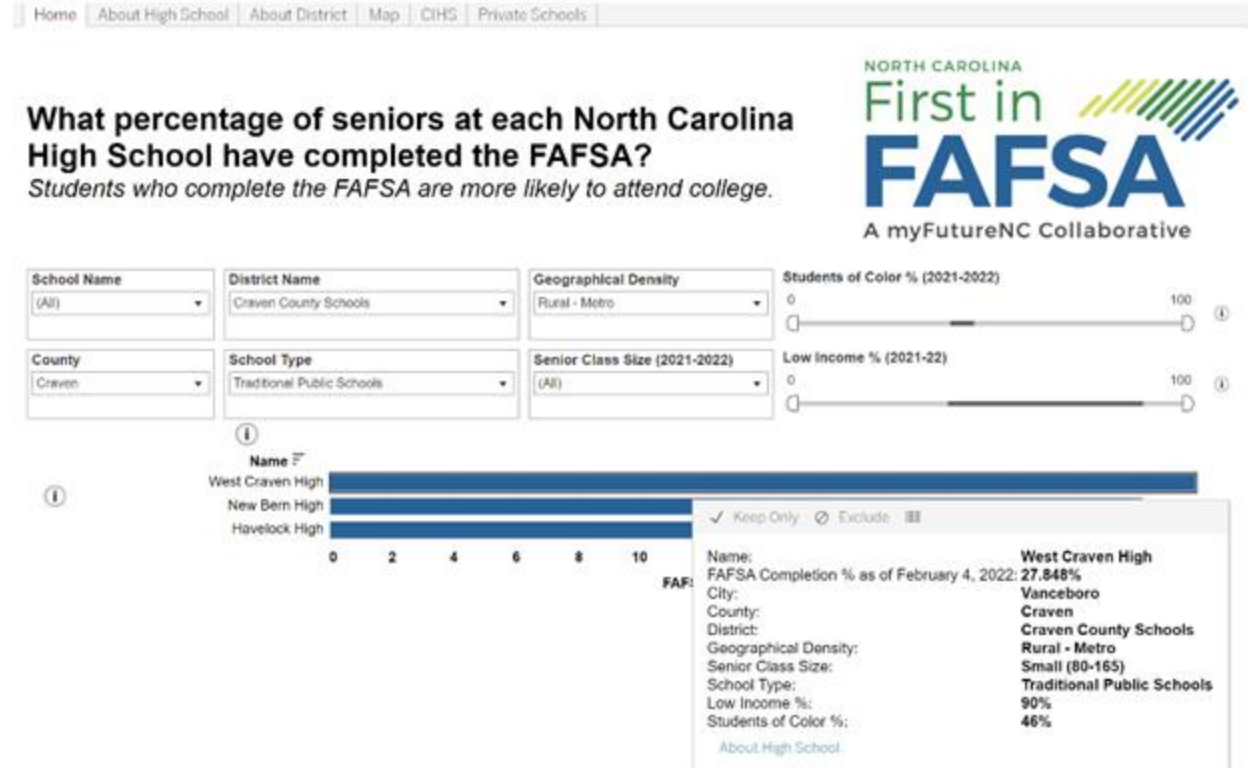 Home About High School About District Map CIHS Private Schools
What percentage of seniors at each North Carolina
High School have completed the FAFSA?
Students who complete the FAFSA are more likely to attend college.
NORTH CAROLINA
First in
FAFSA
A myFutureNC Collaborative
School Name
(All)
District Name
Craven County Schools
Geographical Density
Rural - Metro
Students of Color % (2021-2022)
0 100
County
Craven
School Type
Traditional Public Schools
Senior Class Size (2021-2022)
(All)
Low Income % (2021-22)
0 100
Name
West Craven High
New Bern High
Havelock High
0 2 4 6 8 10
FAFS
Keep Only Exclude
Name: West Craven High
FAFSA Completion % as of February 4, 2022: 27.848%
City: Vanceboro
County: Craven
District: Craven County Schools
Geographical Density: Rural - Metro
Senior Class Size: Small (80-165)
School Type: Traditional Public Schools
Low Income %: 90%
Students of Color %: 46%
About High School